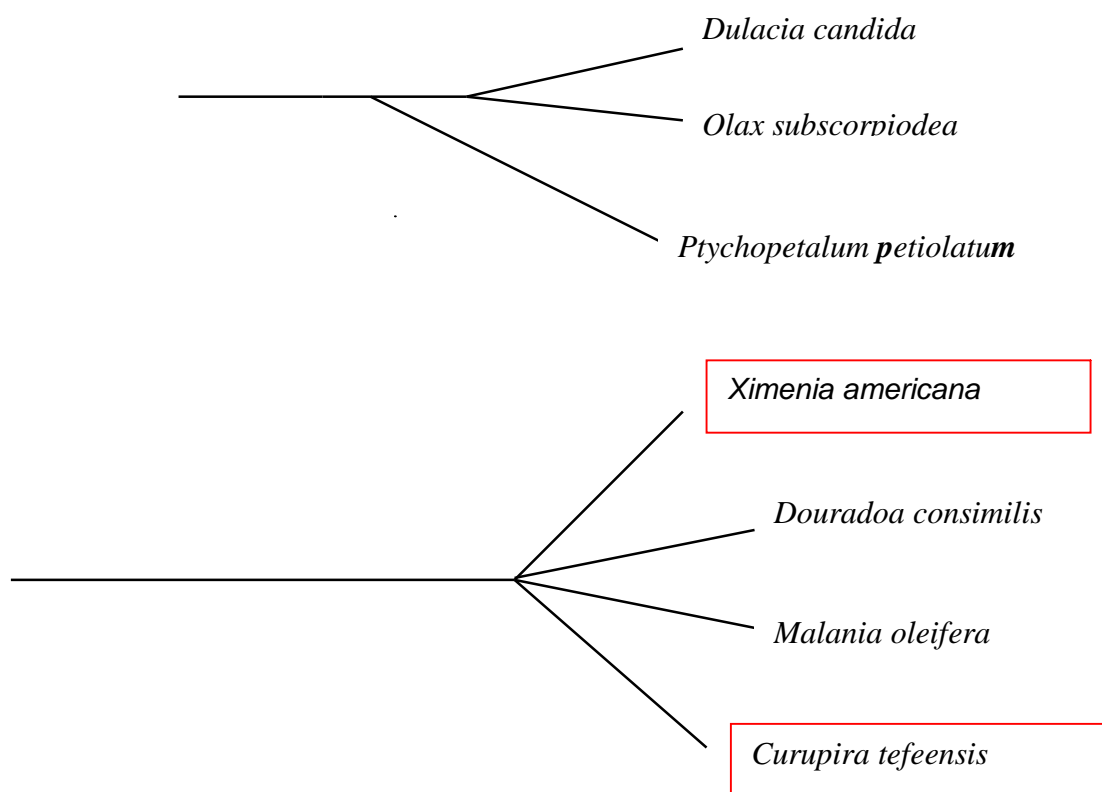 Dulacia candida
Olax subscorpiodea
Ptychopetalum petiolatum
Ximenia americana
Douradoa consimilis
Malania oleifera
Curupira tefeensis